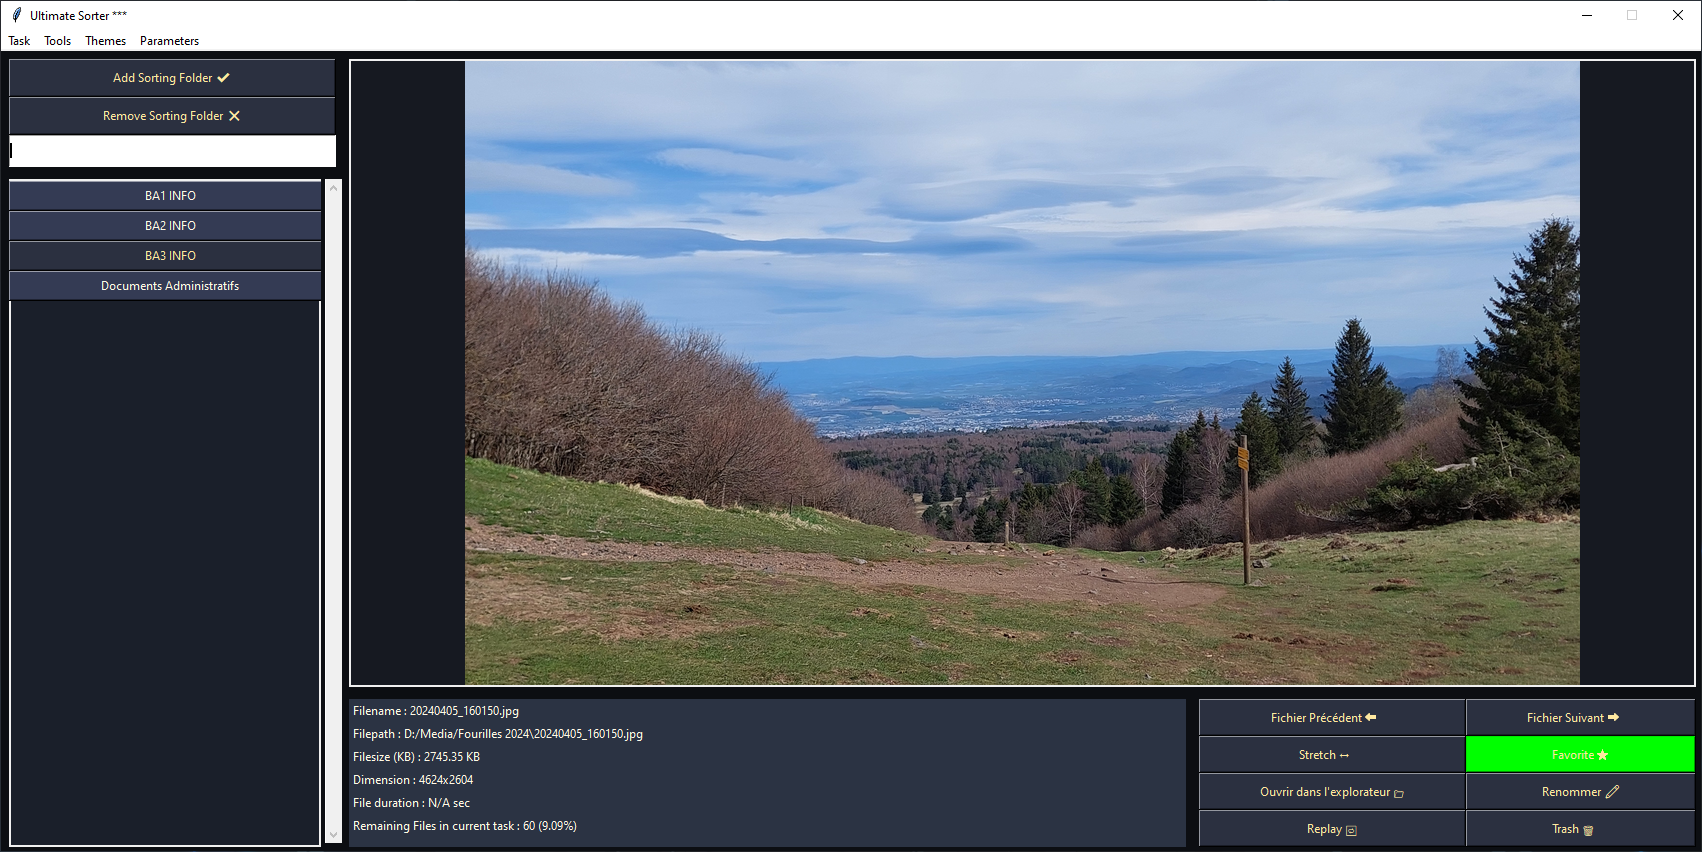 Ultimate Sorter ***
Task Tools Themes Parameters
Add Sorting Folder ✔
Remove Sorting Folder ✕
BA1 INFO
BA2 INFO
BA3 INFO
Documents Administratifs
Filename : 20240405_160150.jpg
Filepath : D:/Media/Fourilles 2024\20240405_160150.jpg
Filesize (KB) : 2745.35 KB
Dimension : 4624x2604
File duration : N/A sec
Remaining Files in current task : 60 (9.09%)
Fichier Précédent ⬅
Fichier Suivant ➡
Stretch ↔
Favorite ★
Ouvrir dans l'explorateur 🗀
Renommer 🖉
Replay 🔂
Trash 🗑